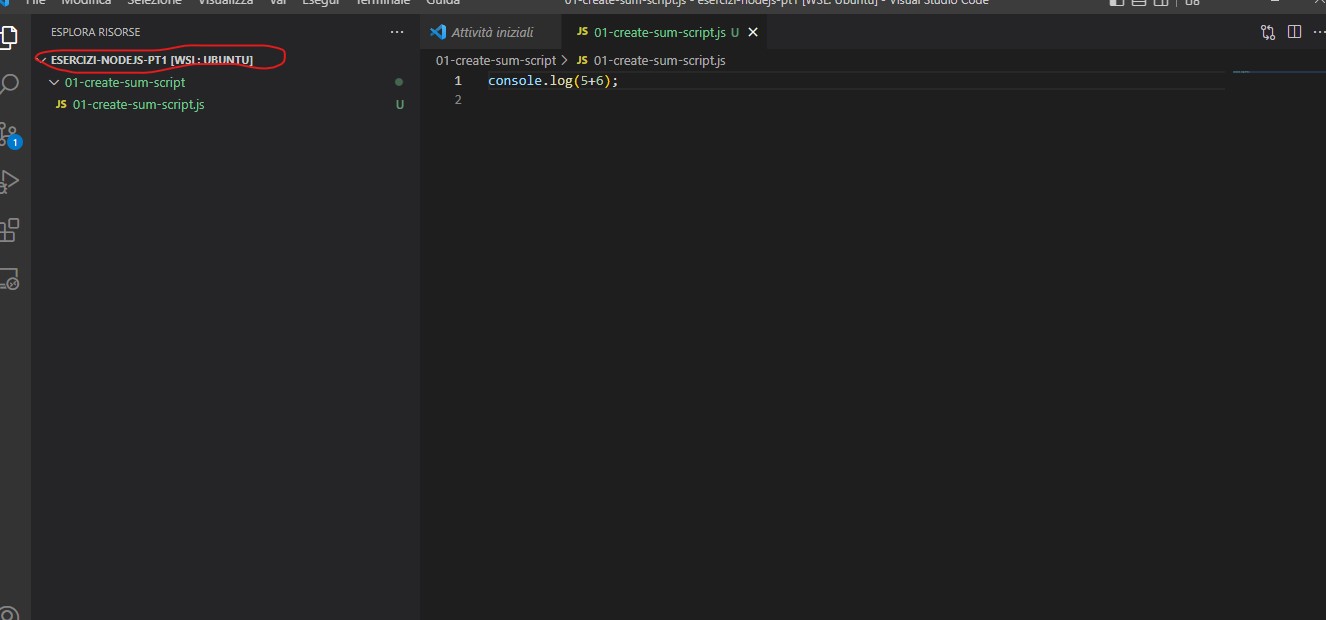 File Modifica Selezione Visualizza Vai Esegui Terminale Guida 01-create-sum-script.js - esercizi-nodejs-pt1 [WSL: Ubuntu] - Visual Studio Code
ESPLORA RISORSE ...
ESERCIZI-NODEJS-PT1 [WSL: UBUNTU]
01-create-sum-script
JS 01-create-sum-script.js U
1
Attività iniziali JS 01-create-sum-script.js U
01-create-sum-script > JS 01-create-sum-script.js
1 console.log(5+6);
2